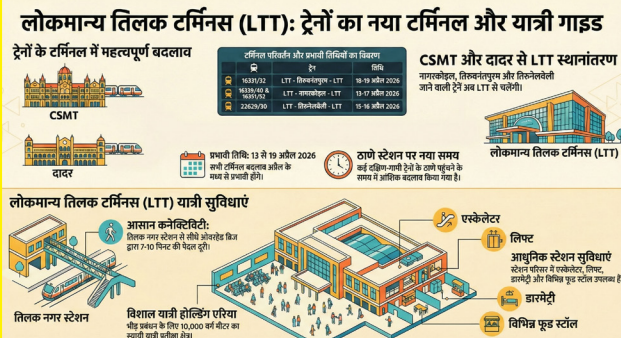 लोकमान्य तिलक टर्मिनस (LTT): ट्रेनों का नया टर्मिनल और यात्री गाइड
ट्रेनों के टर्मिनल में महत्वपूर्ण बदलाव
CSMT
दादर
टर्मिनल परिवर्तन और प्रभावी तिथियों का विवरण
ट्रेन
तिथि
16331/32
LTT - तिरुवनंतपुरम - LTT
18-19 अप्रैल 2026
16339/40 &
16351/52
LTT - नागरकोइल - LTT
13-17 अप्रैल 2026
22629/30
LTT - तिरुनेलवेली - LTT
15-16 अप्रैल 2026
प्रभावी तिथि: 13 से 19 अप्रैल 2026
सभी टर्मिनल बदलाव अप्रैल के
मध्य से प्रभावी होंगे।
ठाणे स्टेशन पर नया समय
कई दक्षिण-गामी ट्रेनों के ठाणे पहुंचने के
समय में आंशिक बदलाव किया गया है।
CSMT और दादर से LTT स्थानांतरण
नागरकोइल, तिरुवनंतपुरम और तिरुनेलवेली
जाने वाली ट्रेनें अब LTT से चलेंगी।
लोकमान्य तिलक टर्मिनस (LTT)
लोकमान्य तिलक टर्मिनस (LTT) यात्री सुविधाएं
आसान कनेक्टिविटी:
तिलक नगर स्टेशन से सीधे ओवरहेड ब्रिज
द्वारा 7-10 मिनट की पैदल दूरी।
तिलक नगर स्टेशन
विशाल यात्री होल्डिंग एरिया
भीड़ प्रबंधन के लिए 10,000 वर्ग मीटर का
स्थायी यात्री प्रतीक्षा क्षेत्र।
एस्केलेटर
लिफ्ट
आधुनिक स्टेशन सुविधाएं
स्टेशन परिसर में एस्केलेटर, लिफ्ट,
डारमेट्री और विभिन्न फूड स्टॉल उपलब्ध हैं
डारमेट्री
विभिन्न फूड स्टॉल